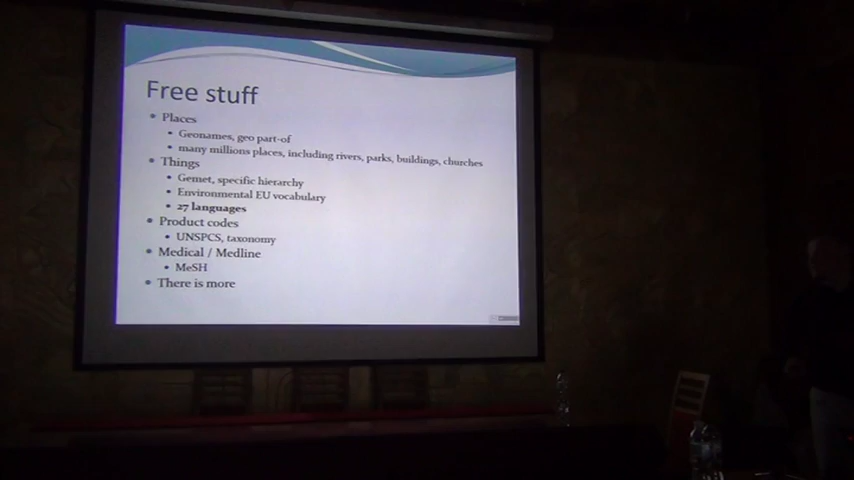 Free stuff
• Places
• Geonames, geo part-of
• many millions places, including rivers, parks, buildings, churches
• Things
• Gemet, specific hierarchy
• Environmental EU vocabulary
• 27 languages
• Product codes
• UNSPCS, taxonomy
• Medical / Medline
• MeSH
• There is more